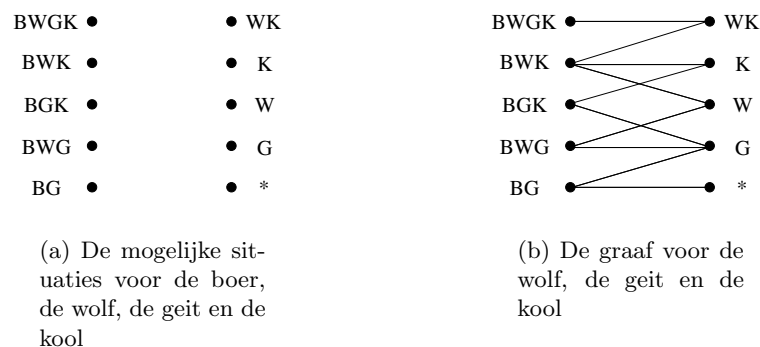 BWGK WK
BWK K
BGK W
BWG G
BG *
(a) De mogelijke sit-
uaties voor de boer,
de wolf, de geit en de
kool
BWGK WK
BWK K
BGK W
BWG G
BG *
(b) De graaf voor de
wolf, de geit en de
kool